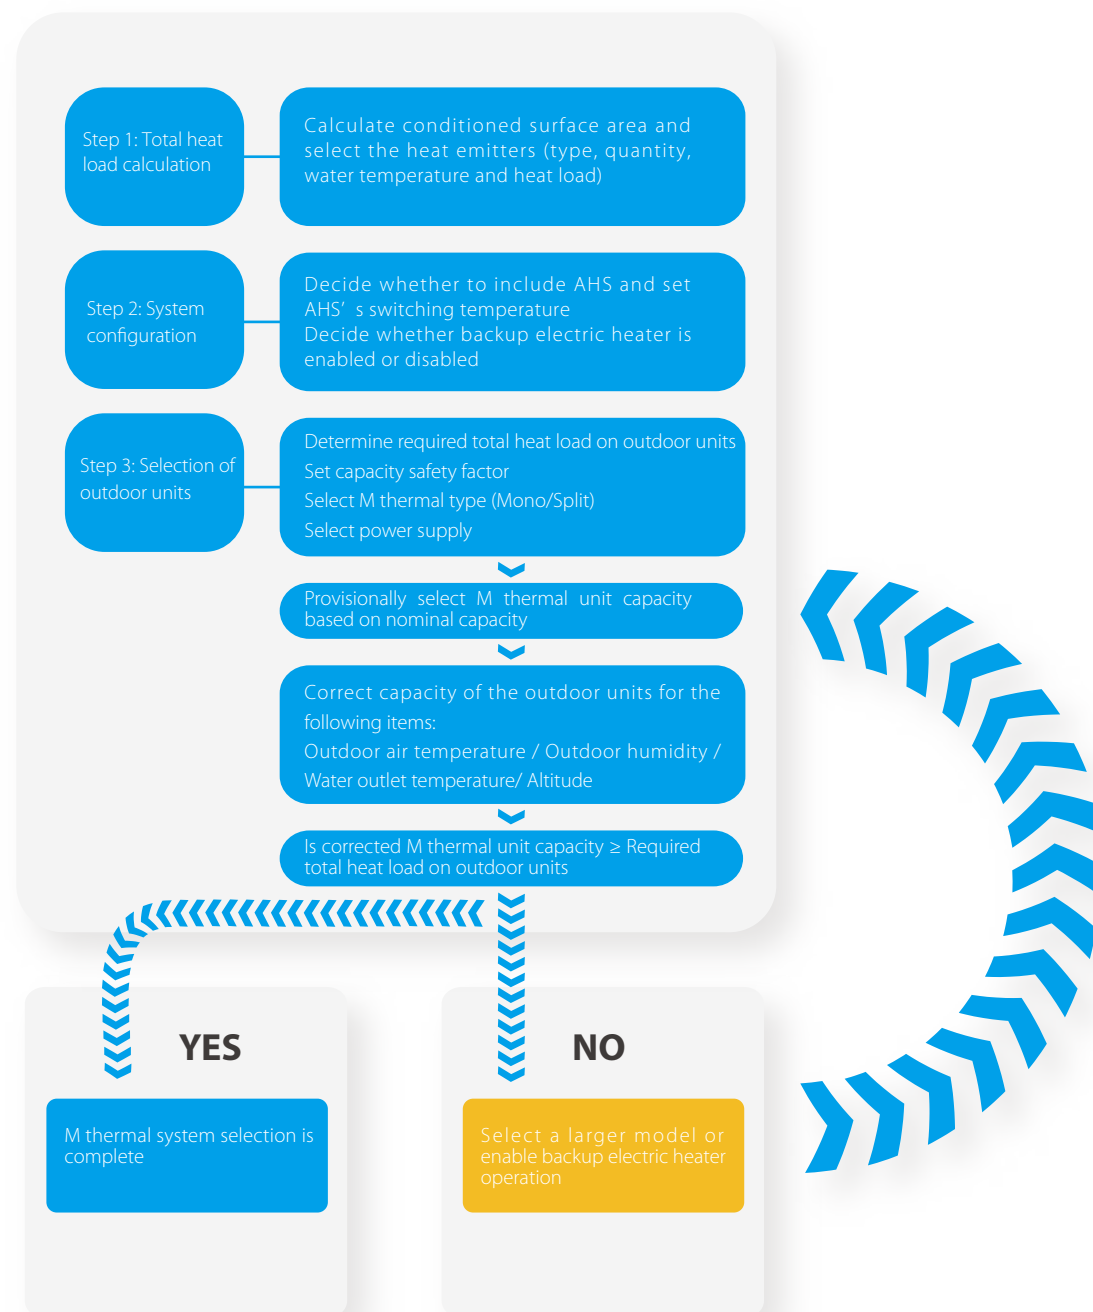 Step 1: Total heat
load calculation
Calculate conditioned surface area and
select the heat emitters (type, quantity,
water temperature and heat load)
Step 2: System
configuration
Decide whether to include AHS and set
AHS’ s switching temperature
Decide whether backup electric heater is
enabled or disabled
Step 3: Selection of
outdoor units
Determine required total heat load on outdoor units
Set capacity safety factor
Select M thermal type (Mono/Split)
Select power supply
Provisionally select M thermal unit capacity
based on nominal capacity
Correct capacity of the outdoor units for the
following items:
Outdoor air temperature / Outdoor humidity /
Water outlet temperature/ Altitude
Is corrected M thermal unit capacity ≥ Required
total heat load on outdoor units
YES
M thermal system selection is
complete
NO
Select a larger model or
enable backup electric heater
operation